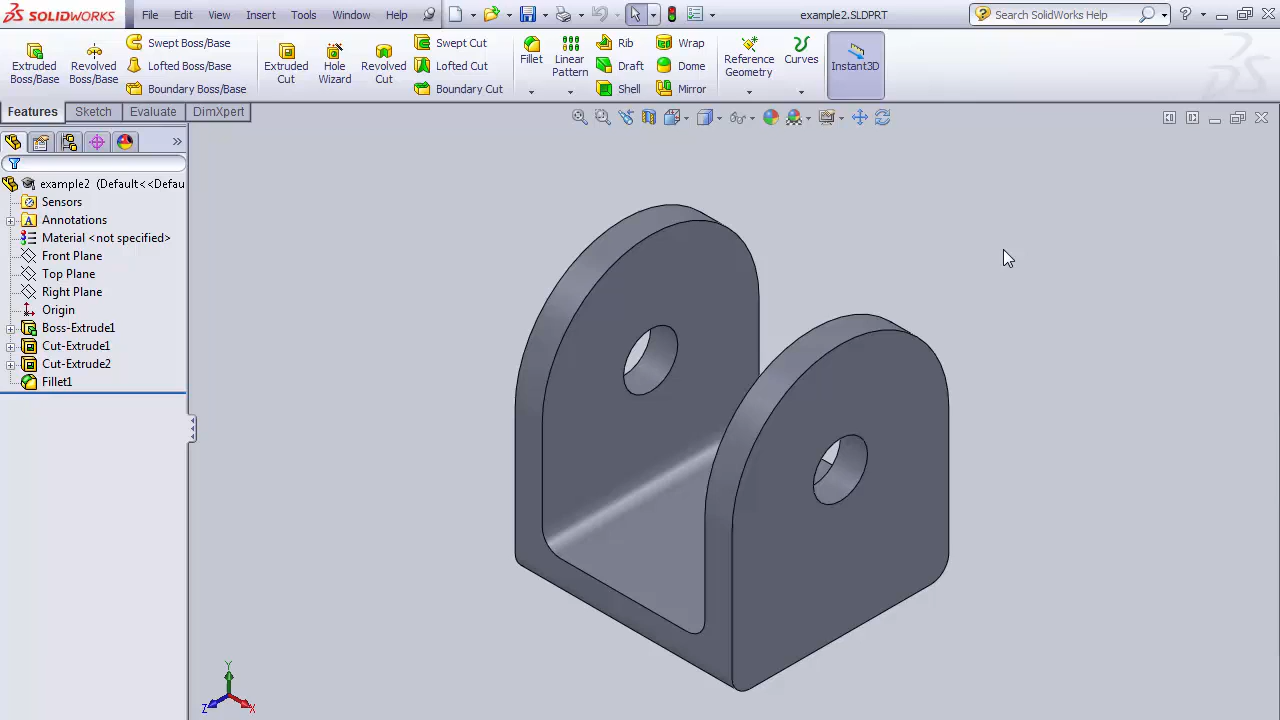 SOLIDWORKS File Edit View Insert Tools Window Help example2.SLDPRT Search SolidWorks Help ?
Extruded Boss/Base
Revolved Boss/Base
Swept Boss/Base
Lofted Boss/Base
Boundary Boss/Base
Extruded Cut
Hole Wizard
Revolved Cut
Swept Cut
Lofted Cut
Boundary Cut
Fillet
Linear Pattern
Rib
Draft
Shell
Wrap
Dome
Mirror
Reference Geometry
Curves
Instant3D
Features Sketch Evaluate DimXpert
example2 (Default<<Defau
Sensors
Annotations
Material <not specified>
Front Plane
Top Plane
Right Plane
Origin
Boss-Extrude1
Cut-Extrude1
Cut-Extrude2
Fillet1
Y
Z X